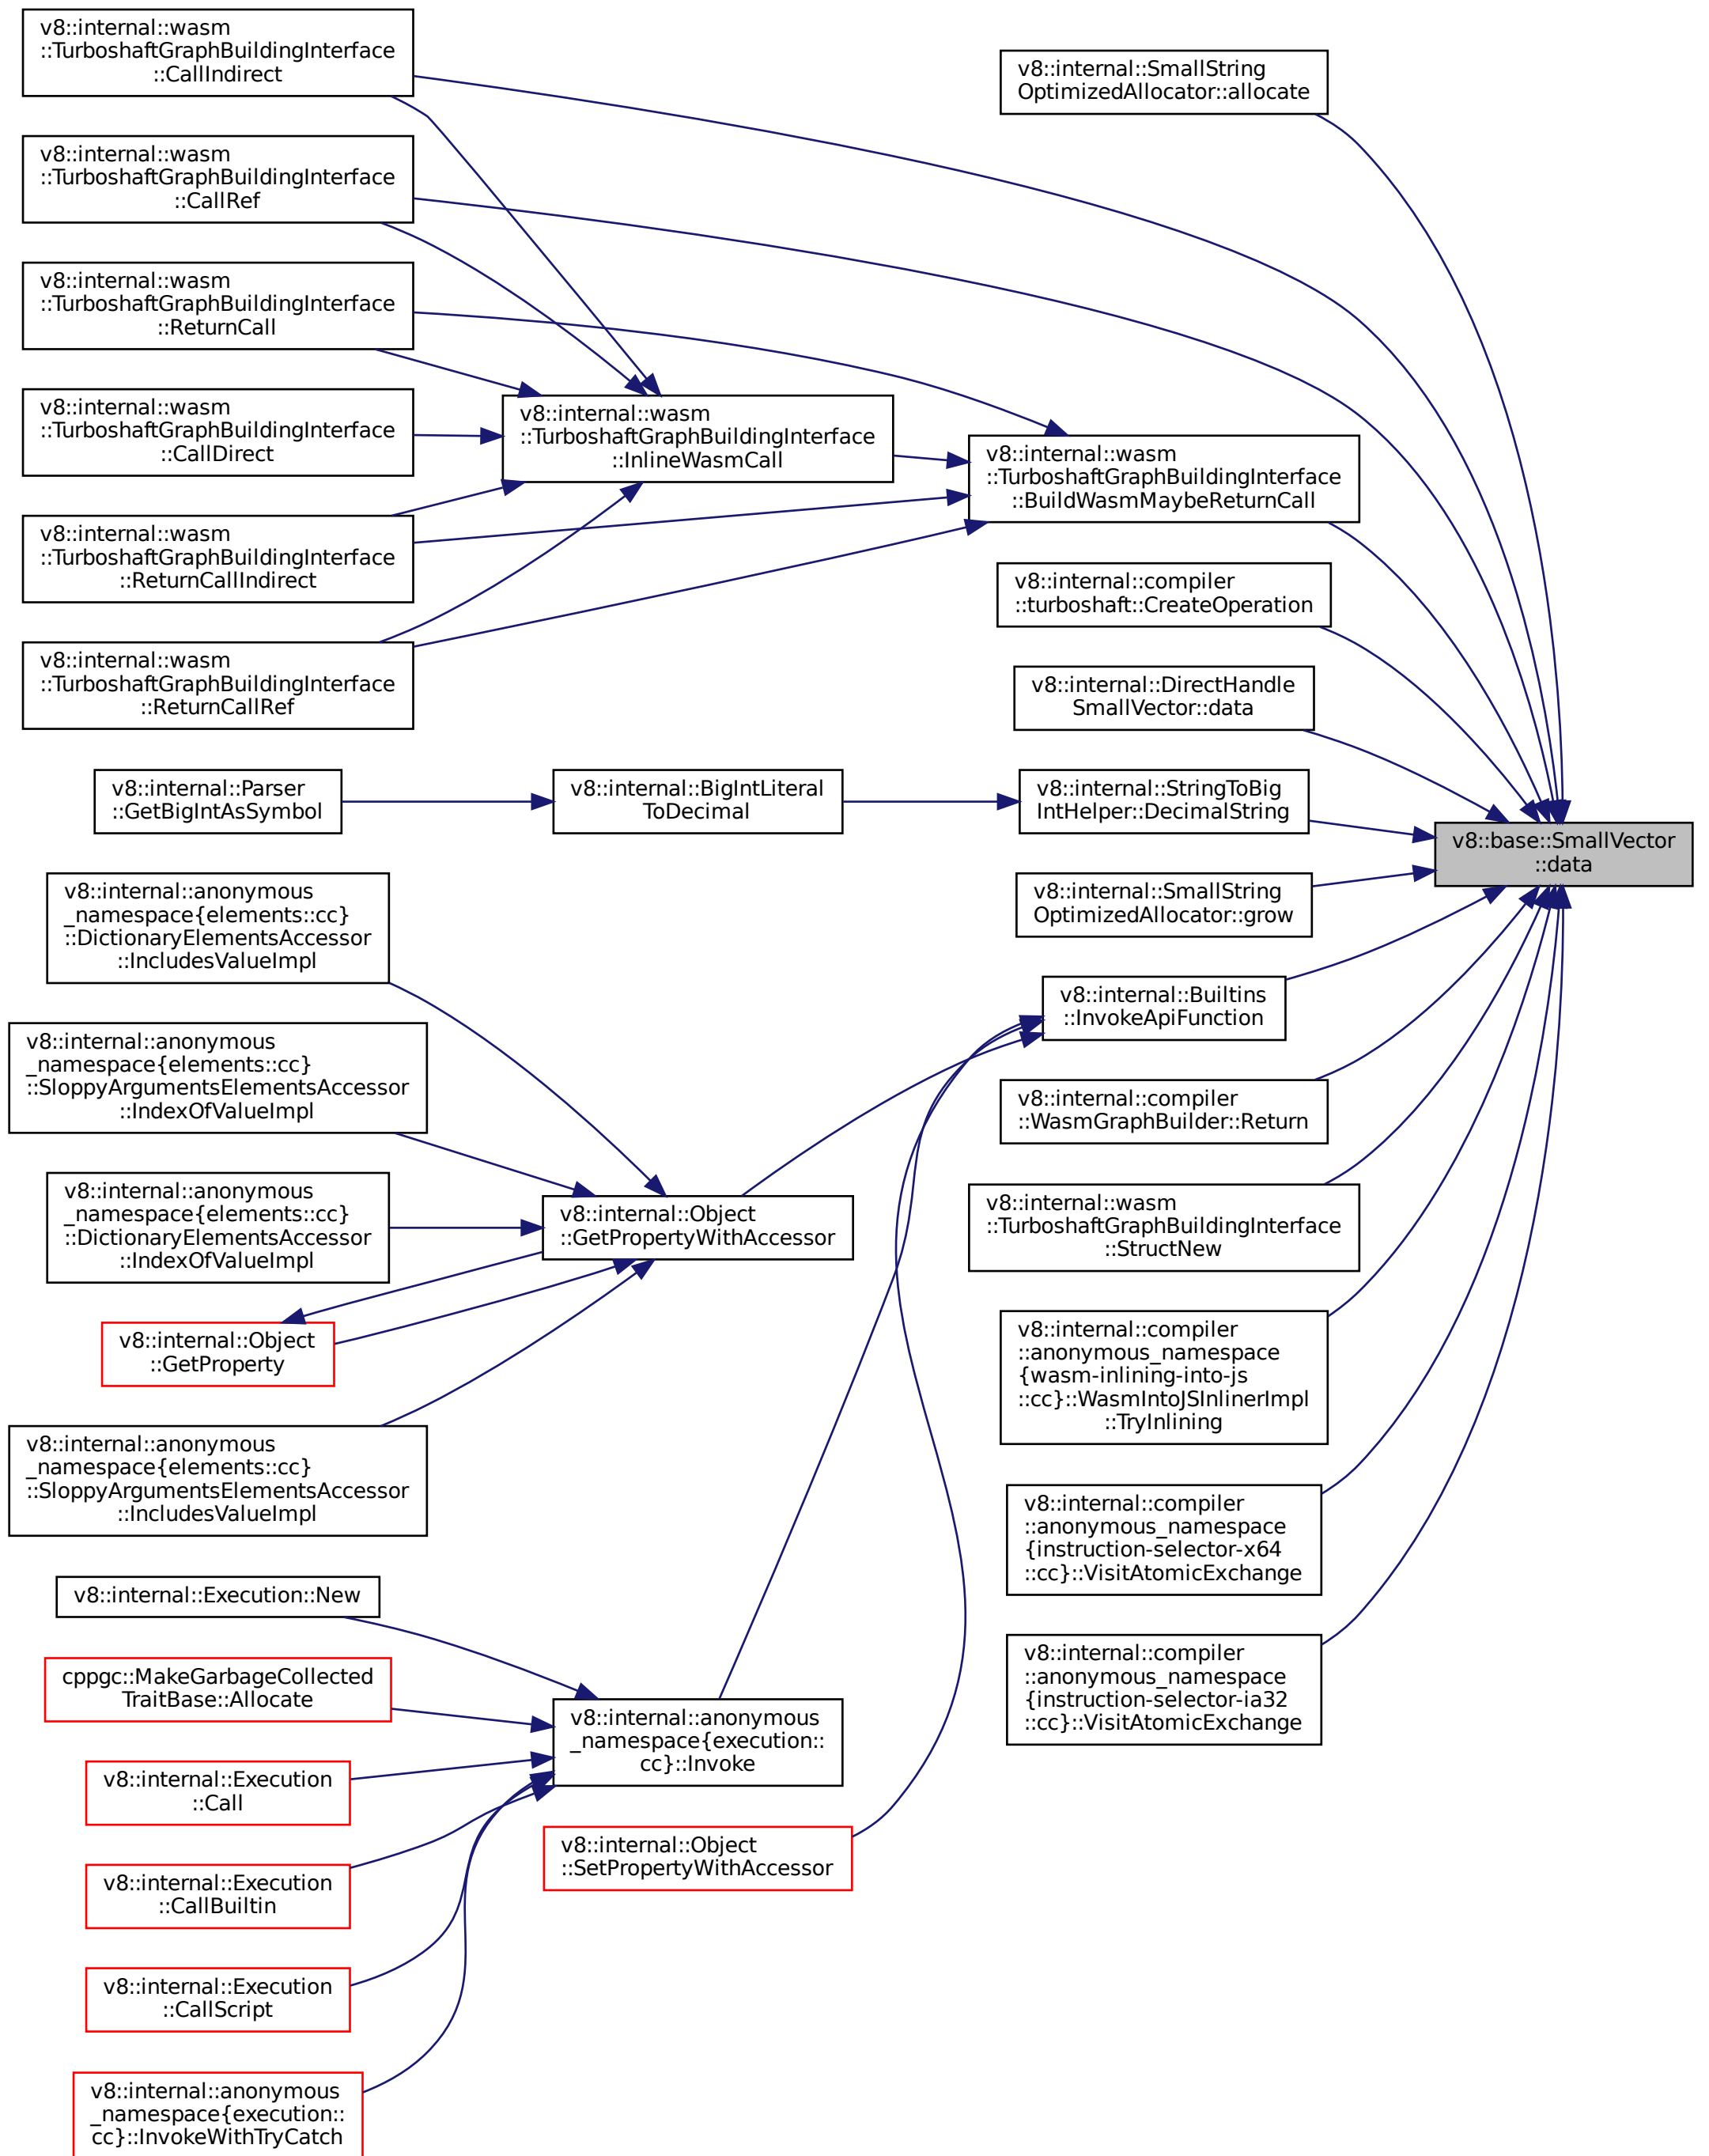 v8::internal::wasm
::TurboshaftGraphBuildingInterface
::CallIndirect
v8::internal::wasm
::TurboshaftGraphBuildingInterface
::CallRef
v8::internal::wasm
::TurboshaftGraphBuildingInterface
::ReturnCall
v8::internal::wasm
::TurboshaftGraphBuildingInterface
::CallDirect
v8::internal::wasm
::TurboshaftGraphBuildingInterface
::ReturnCallIndirect
v8::internal::wasm
::TurboshaftGraphBuildingInterface
::ReturnCallRef
v8::internal::Parser
::GetBigIntAsSymbol
v8::internal::anonymous
_namespace{elements::cc}
::DictionaryElementsAccessor
::IncludesValueImpl
v8::internal::anonymous
_namespace{elements::cc}
::SloppyArgumentsElementsAccessor
::IndexOfValueImpl
v8::internal::anonymous
_namespace{elements::cc}
::DictionaryElementsAccessor
::IndexOfValueImpl
v8::internal::Object
::GetProperty
v8::internal::anonymous
_namespace{elements::cc}
::SloppyArgumentsElementsAccessor
::IncludesValueImpl
v8::internal::Execution::New
cppgc::MakeGarbageCollected
TraitBase::Allocate
v8::internal::Execution
::Call
v8::internal::Execution
::CallBuiltin
v8::internal::Execution
::CallScript
v8::internal::anonymous
_namespace{execution::
cc}::InvokeWithTryCatch
v8::internal::wasm
::TurboshaftGraphBuildingInterface
::InlineWasmCall
v8::internal::BigIntLiteral
ToDecimal
v8::internal::Object
::GetPropertyWithAccessor
v8::internal::anonymous
_namespace{execution::
cc}::Invoke
v8::internal::Object
::SetPropertyWithAccessor
v8::internal::SmallString
OptimizedAllocator::allocate
v8::internal::wasm
::TurboshaftGraphBuildingInterface
::BuildWasmMaybeReturnCall
v8::internal::compiler
::turboshaft::CreateOperation
v8::internal::DirectHandle
SmallVector::data
v8::internal::StringToBig
IntHelper::DecimalString
v8::internal::SmallString
OptimizedAllocator::grow
v8::internal::Builtins
::InvokeApiFunction
v8::internal::compiler
::WasmGraphBuilder::Return
v8::internal::wasm
::TurboshaftGraphBuildingInterface
::StructNew
v8::internal::compiler
::anonymous_namespace
{wasm-inlining-into-js
::cc}::WasmIntoJSInlinerImpl
::TryInlining
v8::internal::compiler
::anonymous_namespace
{instruction-selector-x64
::cc}::VisitAtomicExchange
v8::internal::compiler
::anonymous_namespace
{instruction-selector-ia32
::cc}::VisitAtomicExchange
v8::base::SmallVector
::data